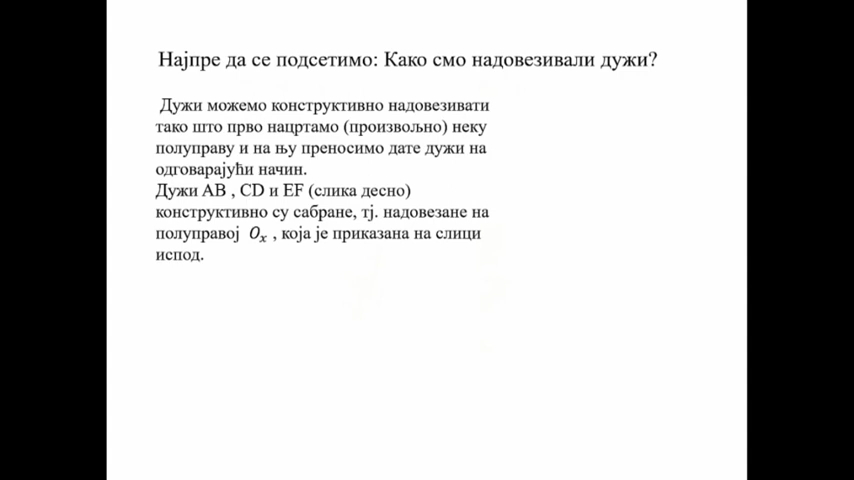 Најпре да се подсетимо: Како смо надовезивали дужи?
Дужи можемо конструктивно надовезивати
тако што прво нацртамо (произвољно) неку
полуправу и на њу преносимо дате дужи на
одговарајући начин.
Дужи AB , CD и EF (слика десно)
конструктивно су сабране, тј. надовезане на
полуправој Oₓ , која је приказана на слици
испод.